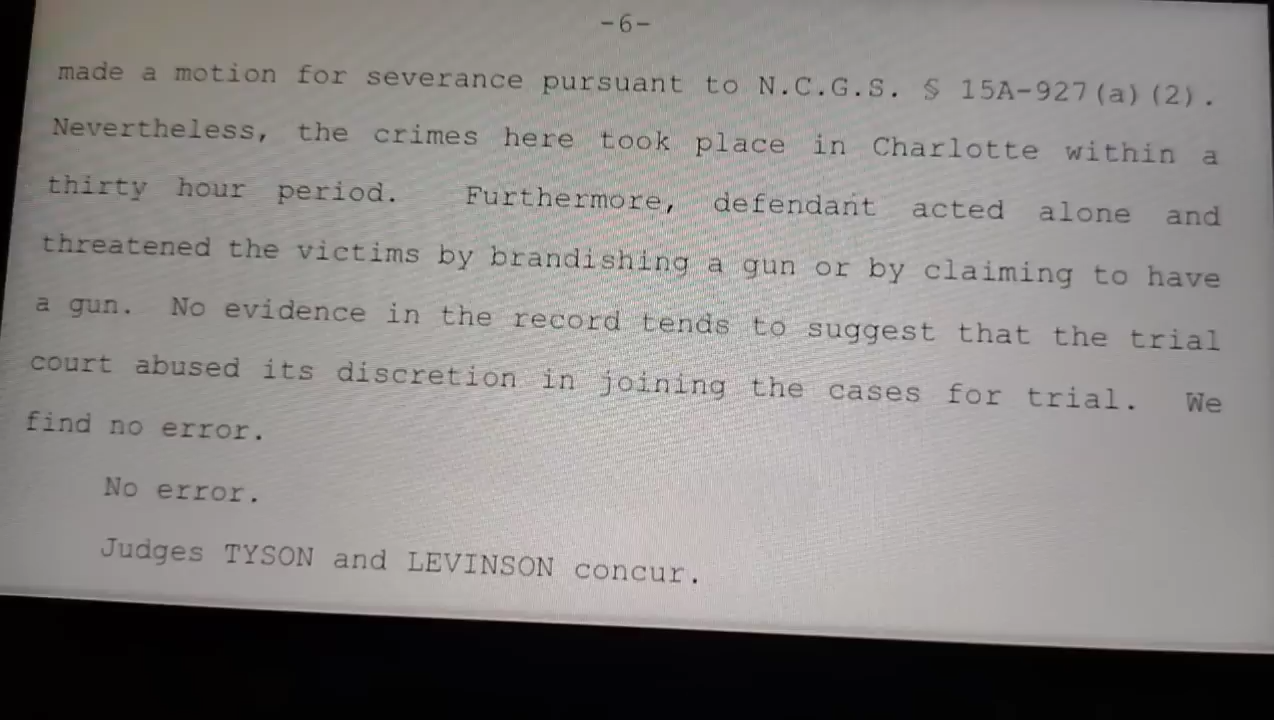 -6-
made a motion for severance pursuant to N.C.G.S. § 15A-927(a)(2).
Nevertheless, the crimes here took place in Charlotte within a
thirty hour period. Furthermore, defendant acted alone and
threatened the victims by brandishing a gun or by claiming to have
a gun. No evidence in the record tends to suggest that the trial
court abused its discretion in joining the cases for trial. We
find no error.
No error.
Judges TYSON and LEVINSON concur.